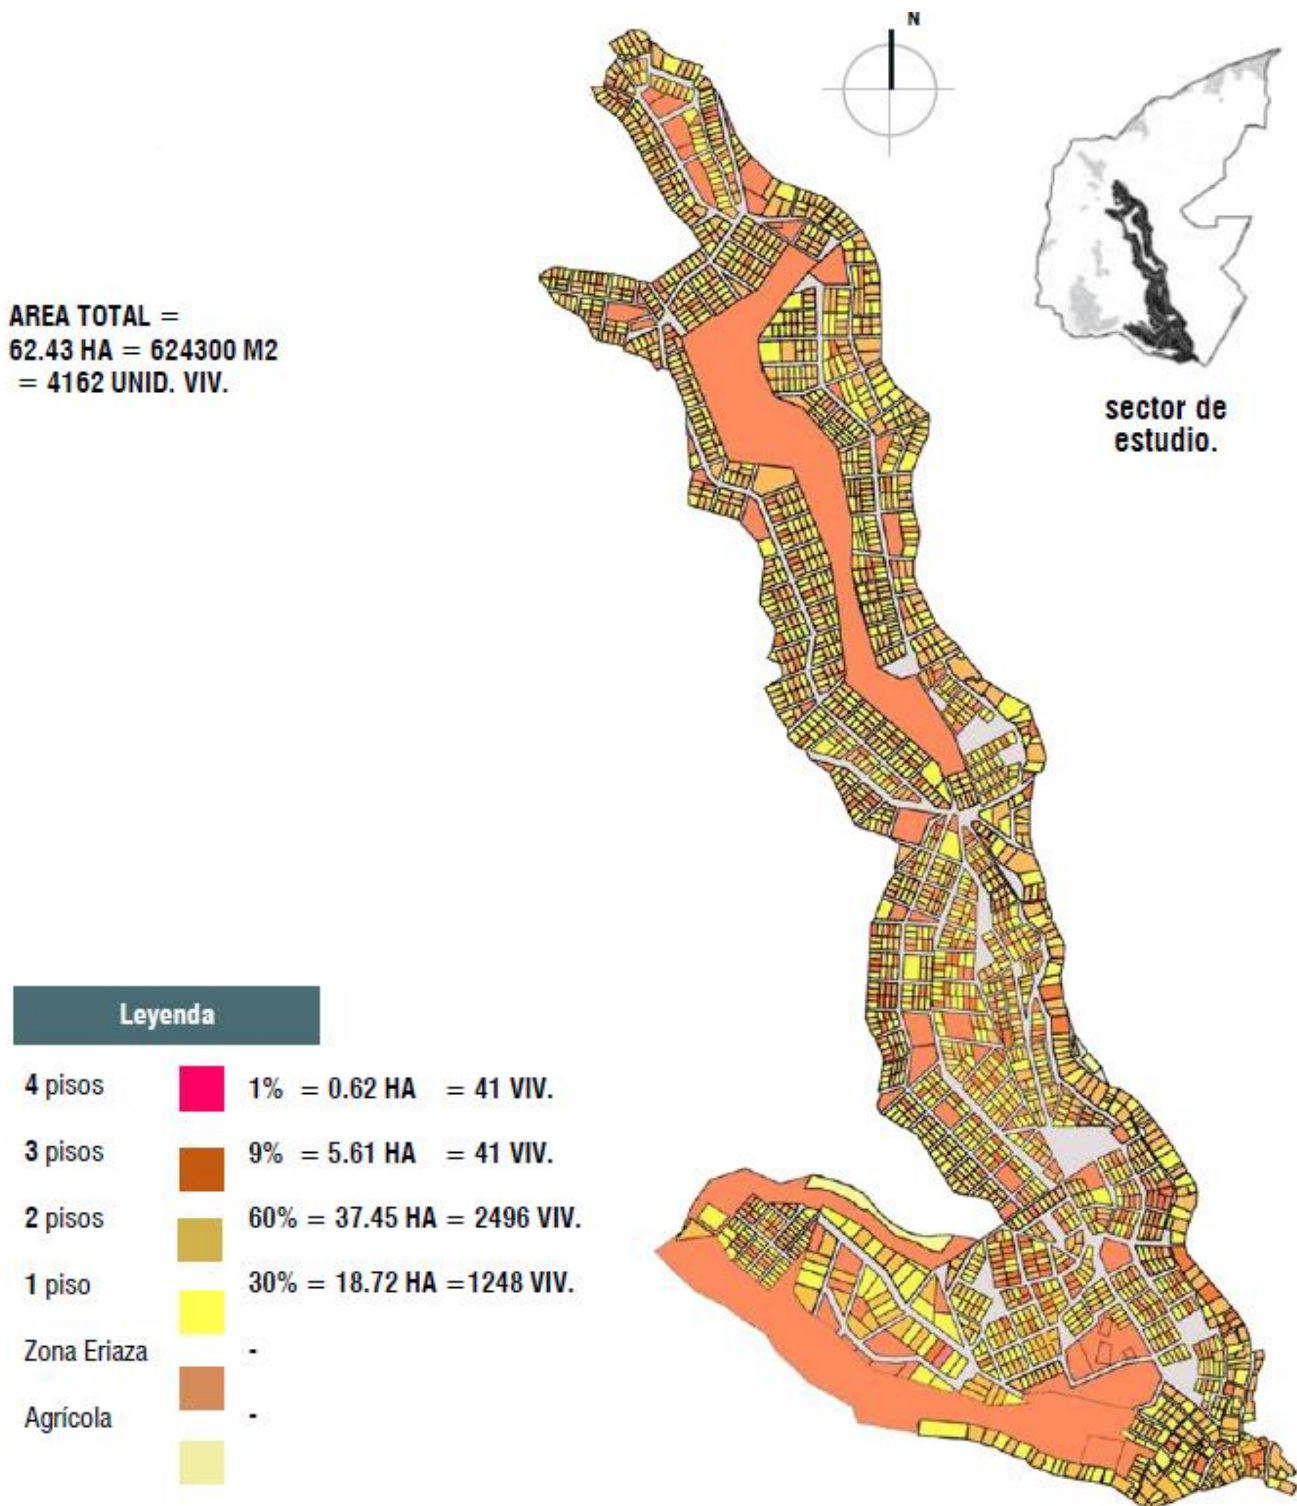 N
AREA TOTAL =
62.43 HA = 624300 M2
= 4162 UNID. VIV.
sector de
estudio.
Leyenda
4 pisos 1% = 0.62 HA = 41 VIV.
3 pisos 9% = 5.61 HA = 41 VIV.
2 pisos 60% = 37.45 HA = 2496 VIV.
1 piso 30% = 18.72 HA =1248 VIV.
Zona Eriaza -
Agrícola -